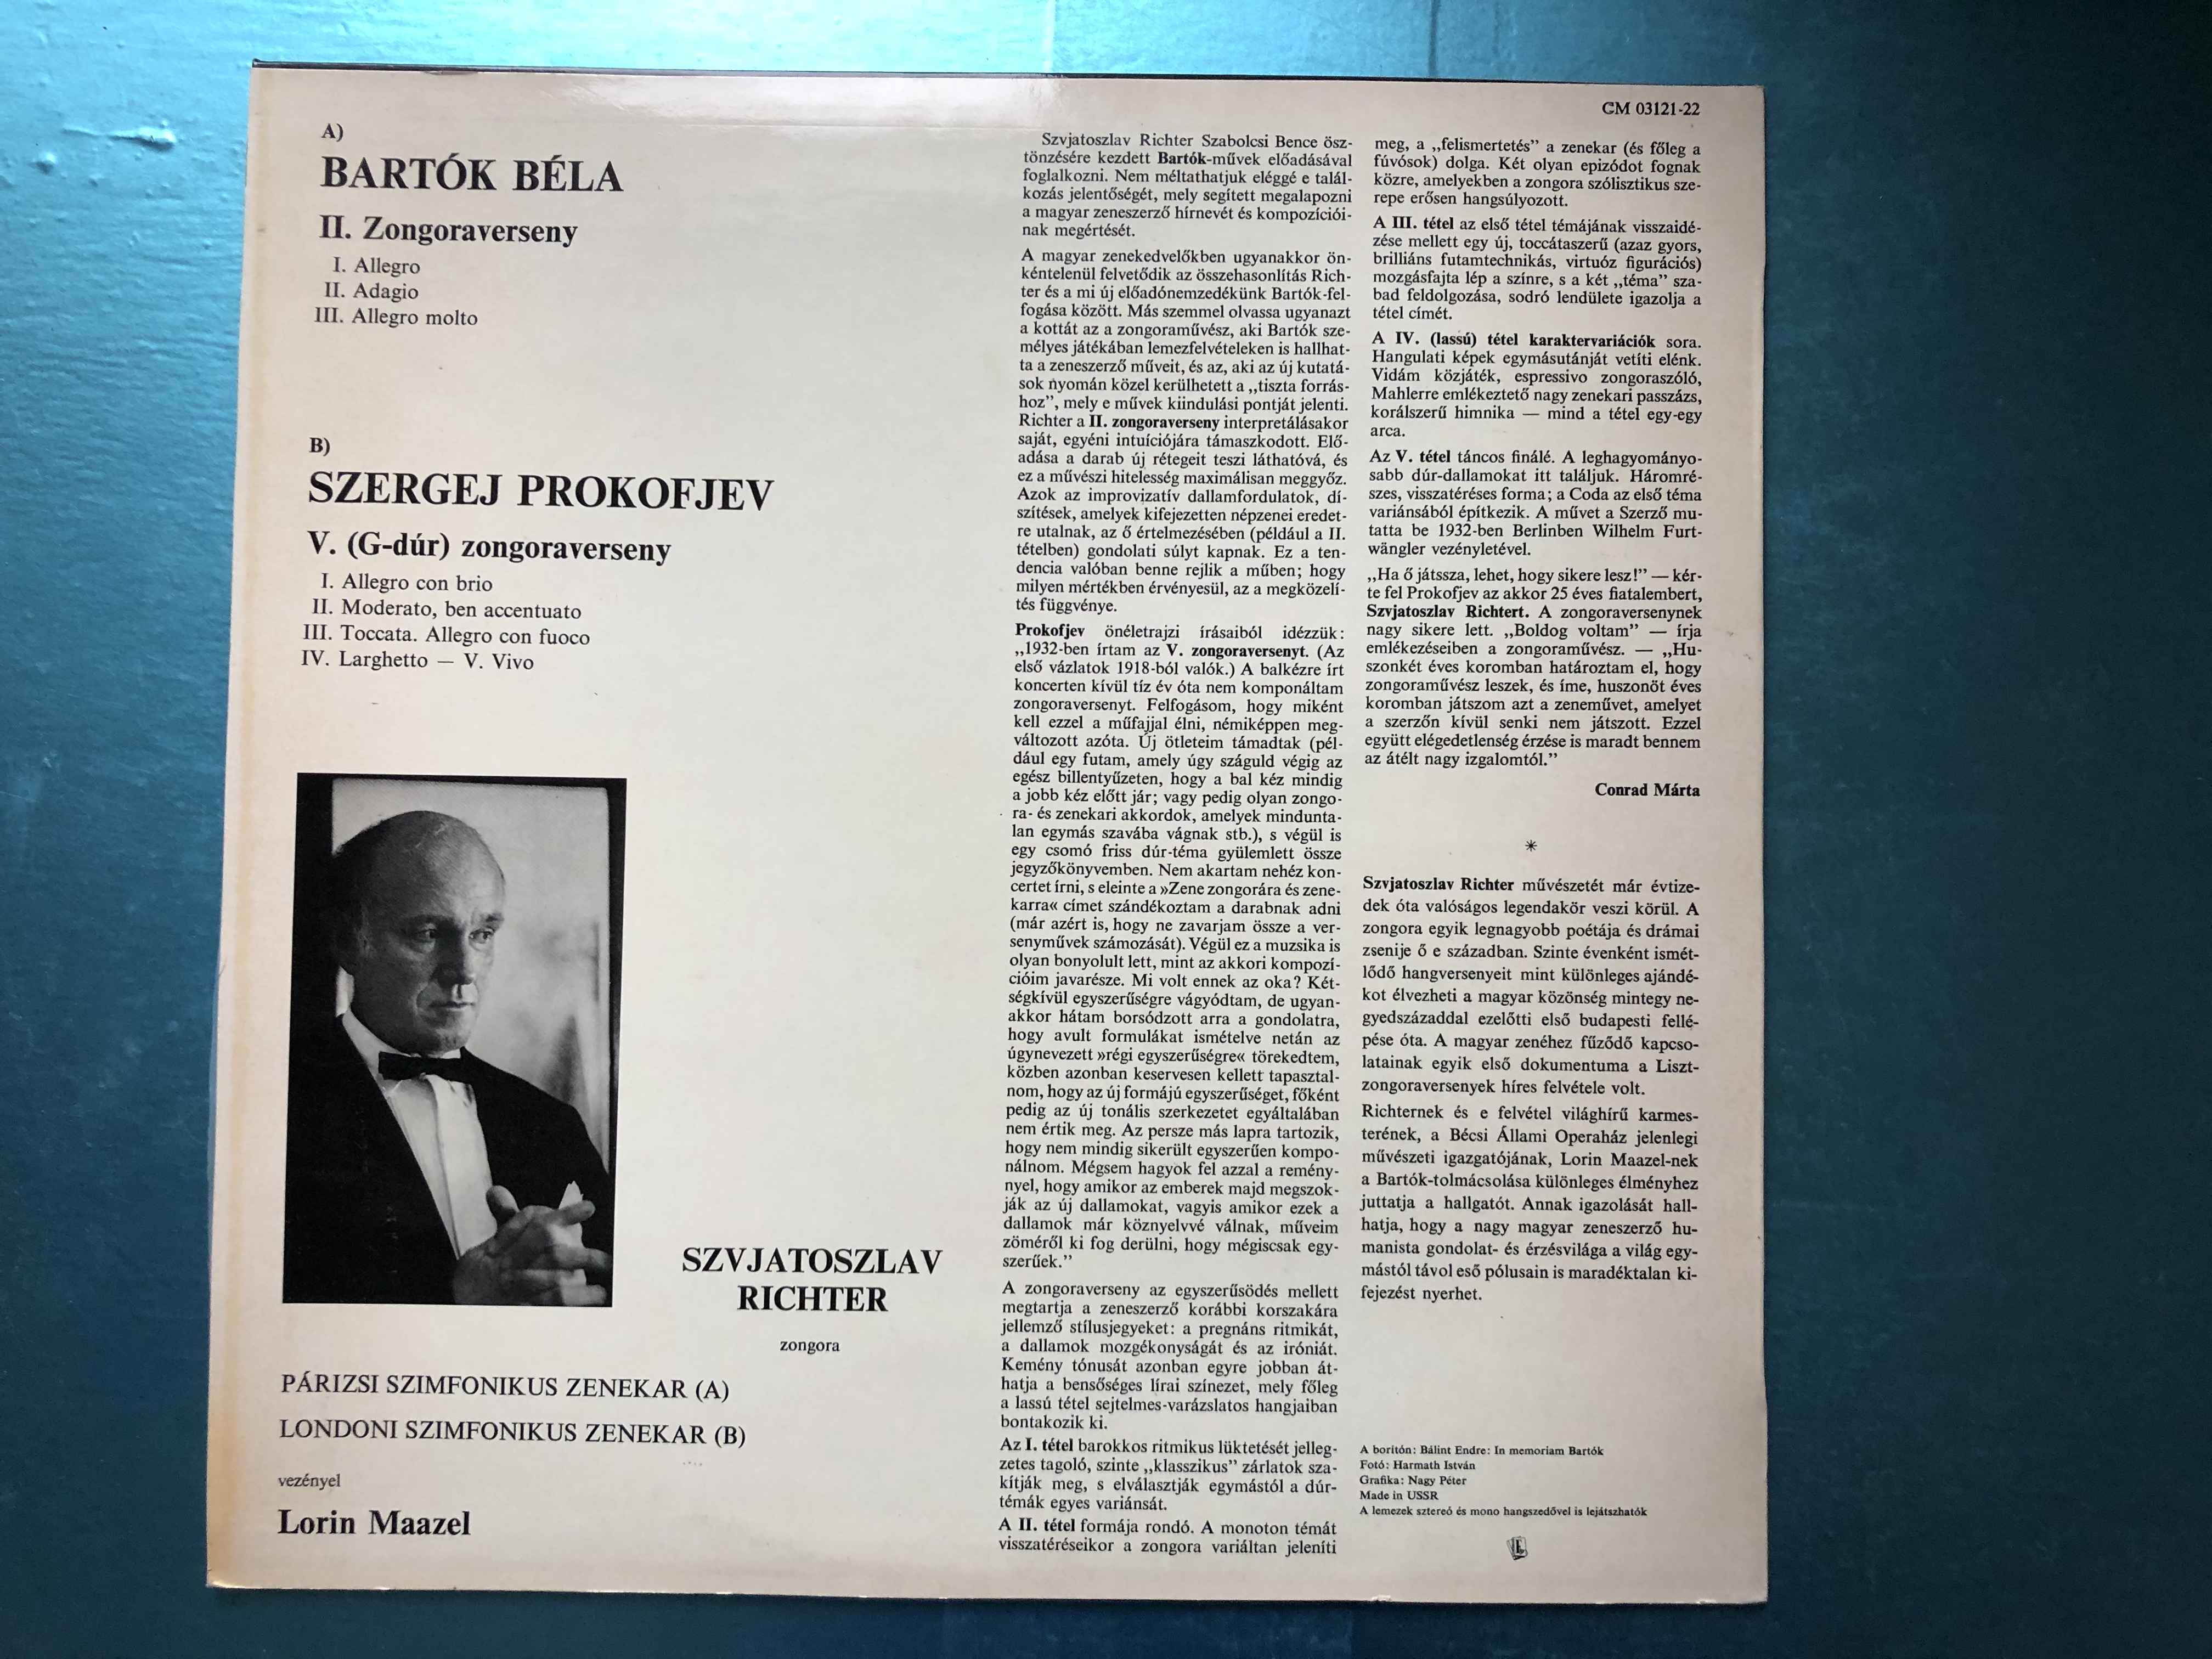 A)
BARTÓK BÉLA
II. Zongoraverseny
I. Allegro
II. Adagio
III. Allegro molto
B)
SZERGEJ PROKOFJEV
V. (G-dúr) zongoraverseny
I. Allegro con brio
II. Moderato, ben accentuato
III. Toccata. Allegro con fuoco
IV. Larghetto — V. Vivo
SZVJATOSZLAV
RICHTER
zongora
PÁRIZSI SZIMFONIKUS ZENEKAR (A)
LONDONI SZIMFONIKUS ZENEKAR (B)
vezényel
Lorin Maazel
Szvjatoszlav Richter Szabolcsi Bence ösz-
tönzésére kezdett Bartók-művek előadásával
foglalkozni. Nem méltathatjuk eléggé e talál-
kozás jelentőségét, mely segített megalapozni
a magyar zeneszerző hírnevét és kompozíciói-
nak megértését.
A magyar zenekedvelőkben ugyanakkor ön-
kéntelenül felvetődik az összehasonlítás Rich-
ter és a mi új előadónemzedékünk Bartók-fel-
fogása között. Más szemmel olvassa ugyanazt
a kottát az a zongoraművész, aki Bartók sze-
mélyes játékában lemezfelvételeken is hallhat-
ta a zeneszerző műveit, és az, aki az új kutatá-
sok nyomán közel kerülhetett a „tiszta forrás-
hoz”, mely e művek kiindulási pontját jelenti.
Richter a II. zongoraverseny interpretálásakor
saját, egyéni intuíciójára támaszkodott. Elő-
adása a darab új rétegeit teszi láthatóvá, és
ez a művészi hitelesség maximálisan meggyőz.
Azok az improvizatív dallamfordulatok, dí-
szítések, amelyek kifejezetten népzenei eredet-
re utalnak, az ő értelmezésében (például a II.
tételben) gondolati súlyt kapnak. Ez a ten-
dencia valóban benne rejlik a műben; hogy
milyen mértékben érvényesül, az a megközelí-
tés függvénye.
Prokofjev önéletrajzi írásaiból idézzük:
„1932-ben írtam az V. zongoraversenyt. (Az
első vázlatok 1918-ból valók.) A balkézre írt
koncerten kívül tíz év óta nem komponáltam
zongoraversenyt. Felfogásom, hogy miként
kell ezzel a műfajjal élni, némiképpen meg-
változott azóta. Új ötleteim támadtak (pél-
dául egy futam, amely úgy száguld végig az
egész billentyűzeten, hogy a bal kéz mindig
a jobb kéz előtt jár; vagy pedig olyan zongo-
ra- és zenekari akkordok, amelyek mindunta-
lan egymás szavába vágnak stb.), s végül is
egy csomó friss dúr-téma gyülemlett össze
jegyzőkönyvemben. Nem akartam nehéz kon-
certet írni, s eleinte a »Zene zongorára és zene-
karra« címet szándékoztam a darabnak adni
(már azért is, hogy ne zavarjam össze a ver-
senyművek számozását). Végül ez a muzsika is
olyan bonyolult lett, mint az akkori kompozí-
cióim javarésze. Mi volt ennek az oka? Két-
ségkívül egyszerűségre vágyódtam, de ugyan-
akkor hátam borsódzott arra a gondolatra,
hogy avult formulákat ismételve netán az
úgynevezett »régi egyszerűségre« törekedtem,
közben azonban keservesen kellett tapasztal-
nom, hogy az új formájú egyszerűséget, főként
pedig az új tonális szerkezetet egyáltalában
nem értik meg. Az persze más lapra tartozik,
hogy nem mindig sikerült egyszerűen kompo-
nálnom. Mégsem hagyok fel azzal a remény-
nyel, hogy amikor az emberek majd megszok-
ják az új dallamokat, vagyis amikor ezek a
dallamok már köznyelvvé válnak, műveim
zöméről ki fog derülni, hogy mégiscsak egy-
szerűek.”
A zongoraverseny az egyszerűsödés mellett
megtartja a zeneszerző korábbi korszakára
jellemző stílusjegyeket: a pregnáns ritmikát,
a dallamok mozgékonyságát és az iróniát.
Kemény tónusát azonban egyre jobban át-
hatja a bensőséges lírai színezet, mely főleg
a lassú tétel sejtelmes-varázslatos hangjaiban
bontakozik ki.
Az I. tétel barokkos ritmikus lüktetését jelleg-
zetes tagoló, szinte „klasszikus” zárlatok sza-
kítják meg, s elválasztják egymástól a dúr-
témák egyes variánsát.
A II. tétel formája rondó. A monoton témát
visszatéréseikor a zongora variáltan jeleníti
GM 03121-22
meg, a „felismertetés” a zenekar (és főleg a
fúvósok) dolga. Két olyan epizódot fognak
közre, amelyekben a zongora szólisztikus sze-
repe erősen hangsúlyozott.
A III. tétel az első tétel témájának visszaidé-
zése mellett egy új, toccátaszerű (azaz gyors,
brilliáns futamtechnikás, virtuóz figurációs)
mozgásfajta lép a színre, s a két „téma” sza-
bad feldolgozása, sodró lendülete igazolja a
tétel címét.
A IV. (lassú) tétel karaktervariációk sora.
Hangulati képek egymásutánját vetíti elénk.
Vidám közjáték, espressivo zongoraszóló,
Mahlerre emlékeztető nagy zenekari passzázs,
korálszerű himnika — mind a tétel egy-egy
arca.
Az V. tétel táncos finálé. A leghagyományo-
sabb dúr-dallamokat itt találjuk. Háromré-
szes, visszatéréses forma; a Coda az első téma
variánsából építkezik. A művet a Szerző mu-
tatta be 1932-ben Berlinben Wilhelm Furt-
wängler vezényletével.
„Ha ő játssza, lehet, hogy sikere lesz!” — kér-
te fel Prokofjev az akkor 25 éves fiatalembert,
Szvjatoszlav Richtert. A zongoraversenynek
nagy sikere lett. „Boldog voltam” — írja
emlékezéseiben a zongoraművész. — „Hu-
szonkét éves koromban határoztam el, hogy
zongoraművész leszek, és íme, huszonöt éves
koromban játszom azt a zeneművet, amelyet
a szerzőn kívül senki nem játszott. Ezzel
együtt elégedetlenség érzése is maradt bennem
az átélt nagy izgalomtól.”
Conrad Márta
*
Szvjatoszlav Richter művészetét már évtize-
dek óta valóságos legendakör veszi körül. A
zongora egyik legnagyobb poétája és drámai
zsenije ő e században. Szinte évenként ismét-
lődő hangversenyeit mint különleges ajándé-
kot élvezheti a magyar közönség mintegy ne-
gyedszázaddal ezelőtti első budapesti fellé-
pése óta. A magyar zenéhez fűződő kapcso-
latainak egyik első dokumentuma a Liszt-
zongoraversenyek híres felvétele volt.
Richternek és e felvétel világhírű karmes-
terének, a Bécsi Állami Operaház jelenlegi
művészeti igazgatójának, Lorin Maazel-nek
a Bartók-tolmácsolása különleges élményhez
juttatja a hallgatót. Annak igazolását hall-
hatja, hogy a nagy magyar zeneszerző hu-
manista gondolat- és érzésvilága a világ egy-
mástól távol eső pólusain is maradéktalan ki-
fejezést nyerhet.
A borítón: Bálint Endre: In memoriam Bartók
Fotó: Harmath István
Grafika: Nagy Péter
Made in USSR
A lemezek sztereó és mono hangszedővel is lejátszhatók